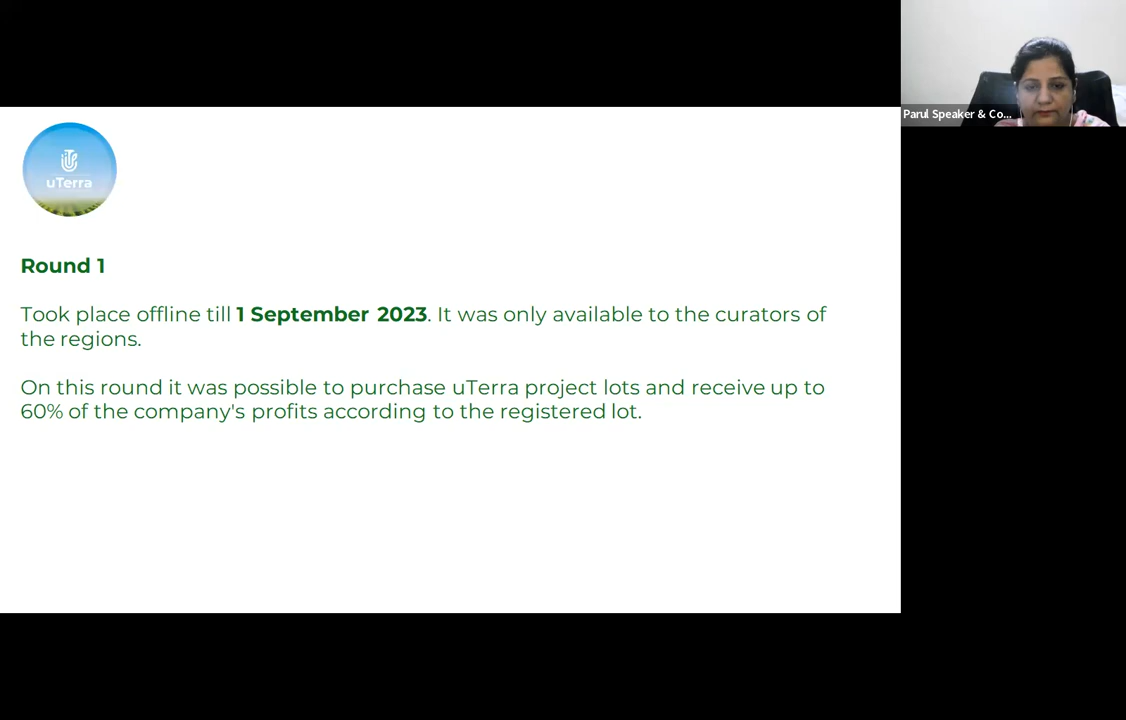 Parul Speaker & Co...
uTerra
Round 1
Took place offline till 1 September 2023. It was only available to the curators of
the regions.
On this round it was possible to purchase uTerra project lots and receive up to
60% of the company's profits according to the registered lot.